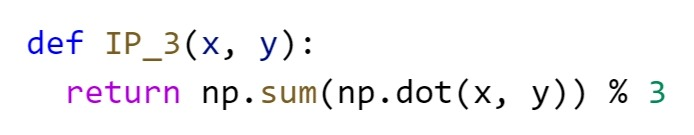 def IP_3(x, y):
  return np.sum(np.dot(x, y)) % 3